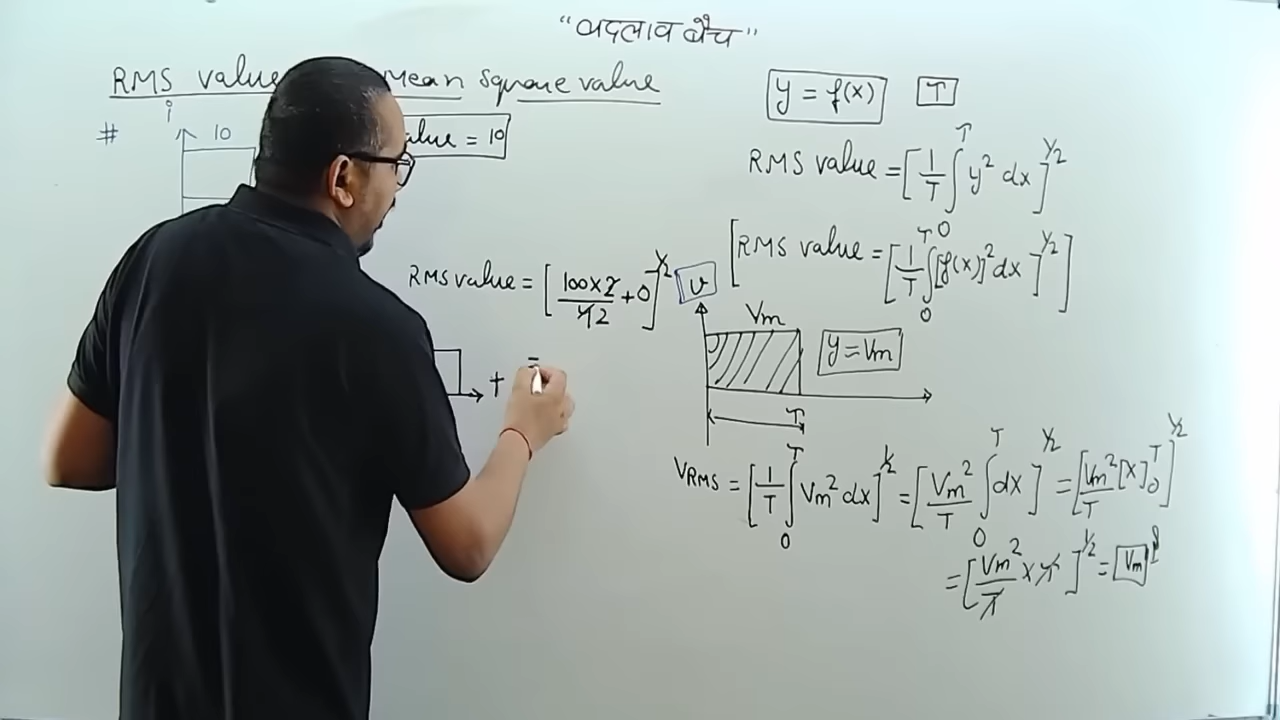 "बदलाव बैच"
RMS value Mean Square value
i
# 10
alue = 10
y = f(x) T
RMS value = [1/T ∫₀ᵀ y² dx]^1/2
[RMS value = [1/T ∫₀ᵀ [f(x)]² dx]^1/2]
RMS value = [100×2/42 + 0]^1/2
v
Vm
y = Vm
T
+
VRMS = [1/T ∫₀ᵀ Vm² dx]^1/2 = [Vm²/T ∫₀ᵀ dx]^1/2 = [Vm²/T [x]₀ᵀ]^1/2
= [Vm²/T × T]^1/2 = Vm